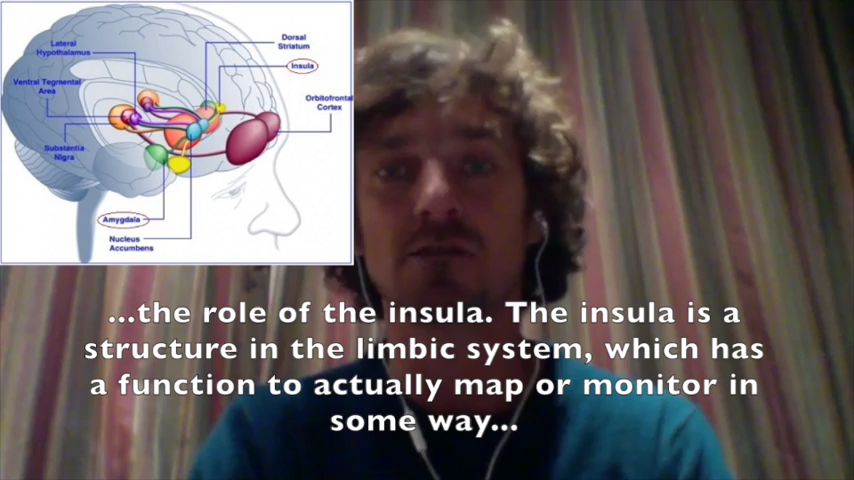 Lateral
Hypothalamus
Dorsal
Striatum
Insula
Ventral Tegmental
Area
Orbitofrontal
Cortex
Substantia
Nigra
Amygdala
Nucleus
Accumbens
...the role of the insula. The insula is a
structure in the limbic system, which has
a function to actually map or monitor in
some way...